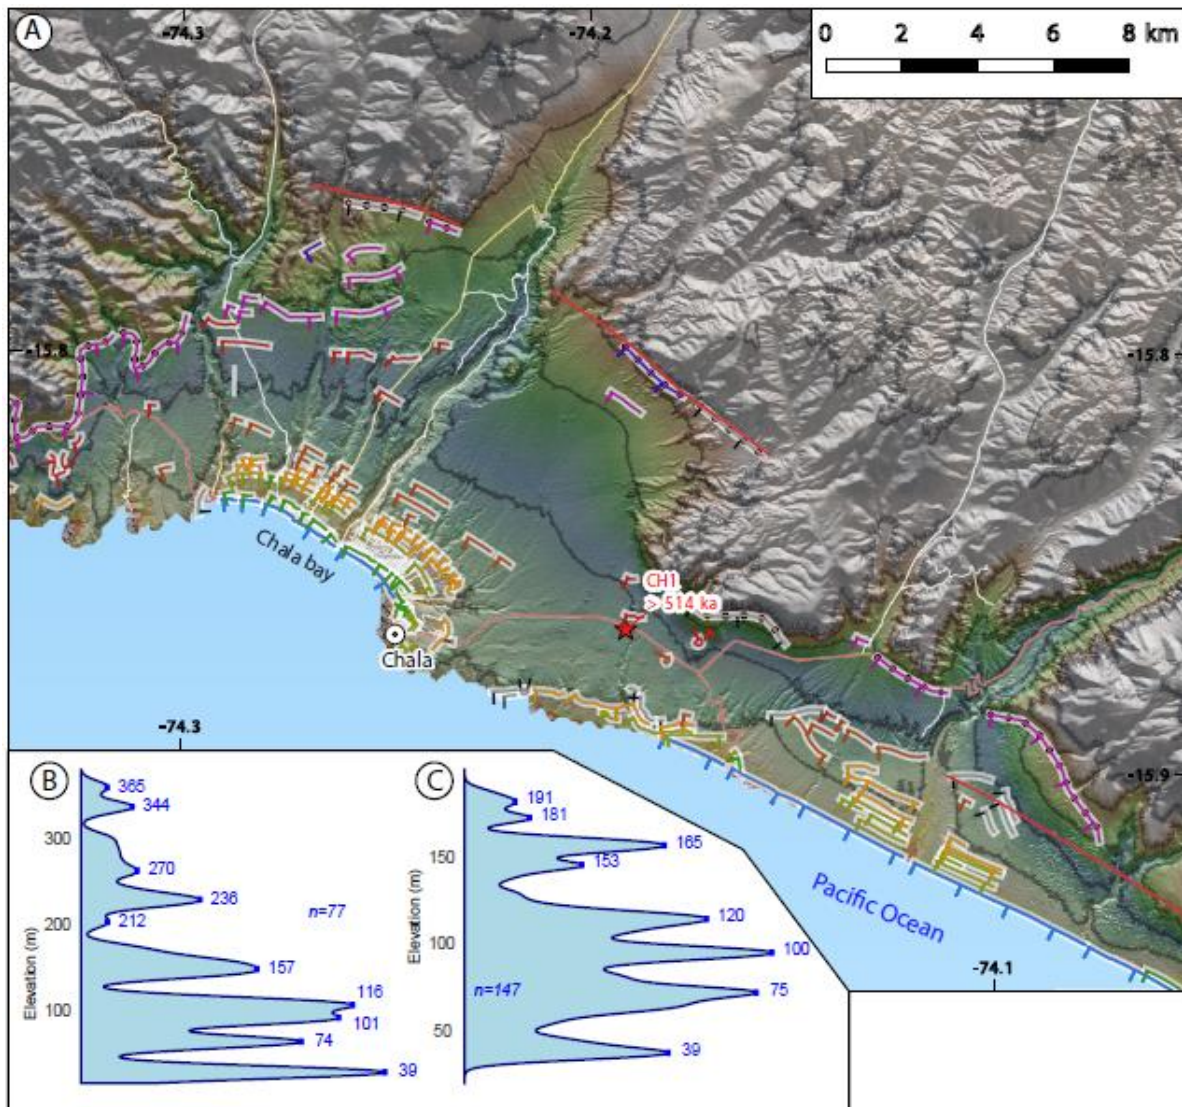 A
-74.3
-74.2
0 2 4 6 8 km
-15.8
-15.8
Chala bay
CH1
> 514 ka
Chala
-74.3
-15.9
Pacific Ocean
-74.1
B
365
344
300
270
236
n=77
212
200
157
116
101
100
74
39
Elevation (m)
C
191
181
165
150
153
120
100
100
n=147
75
50
39
Elevation (m)